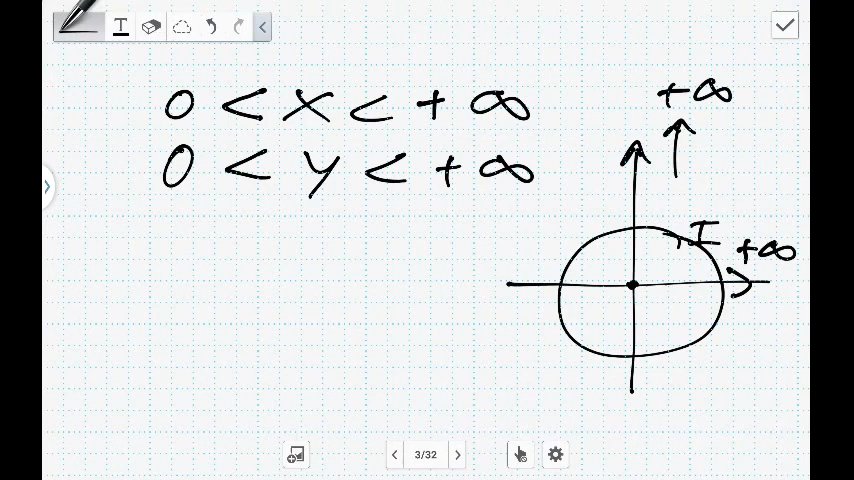 T
0 < x < + ∞
+∞
0 < y < + ∞
I
+∞
3/32